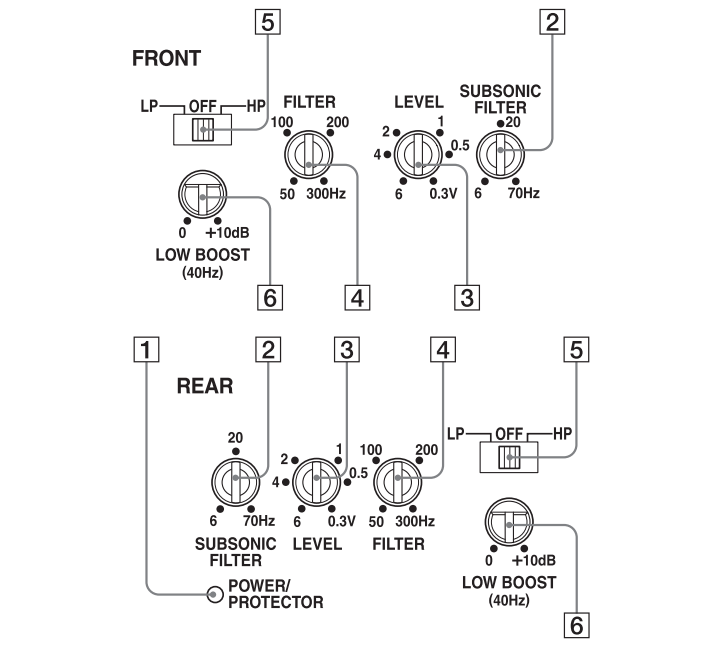 5
2
FRONT
SUBSONIC
FILTER
FILTER
LEVEL
LP OFF HP
100 200
2 1
20
4 0.5
50 300Hz
6 0.3V
6 70Hz
0 +10dB
LOW BOOST
(40Hz)
6
4
3
1
2
3
4
5
REAR
LP OFF HP
20
2 1
100 200
4 0.5
6 70Hz
6 0.3V
50 300Hz
SUBSONIC
FILTER
LEVEL
FILTER
0 +10dB
LOW BOOST
(40Hz)
POWER/
PROTECTOR
6